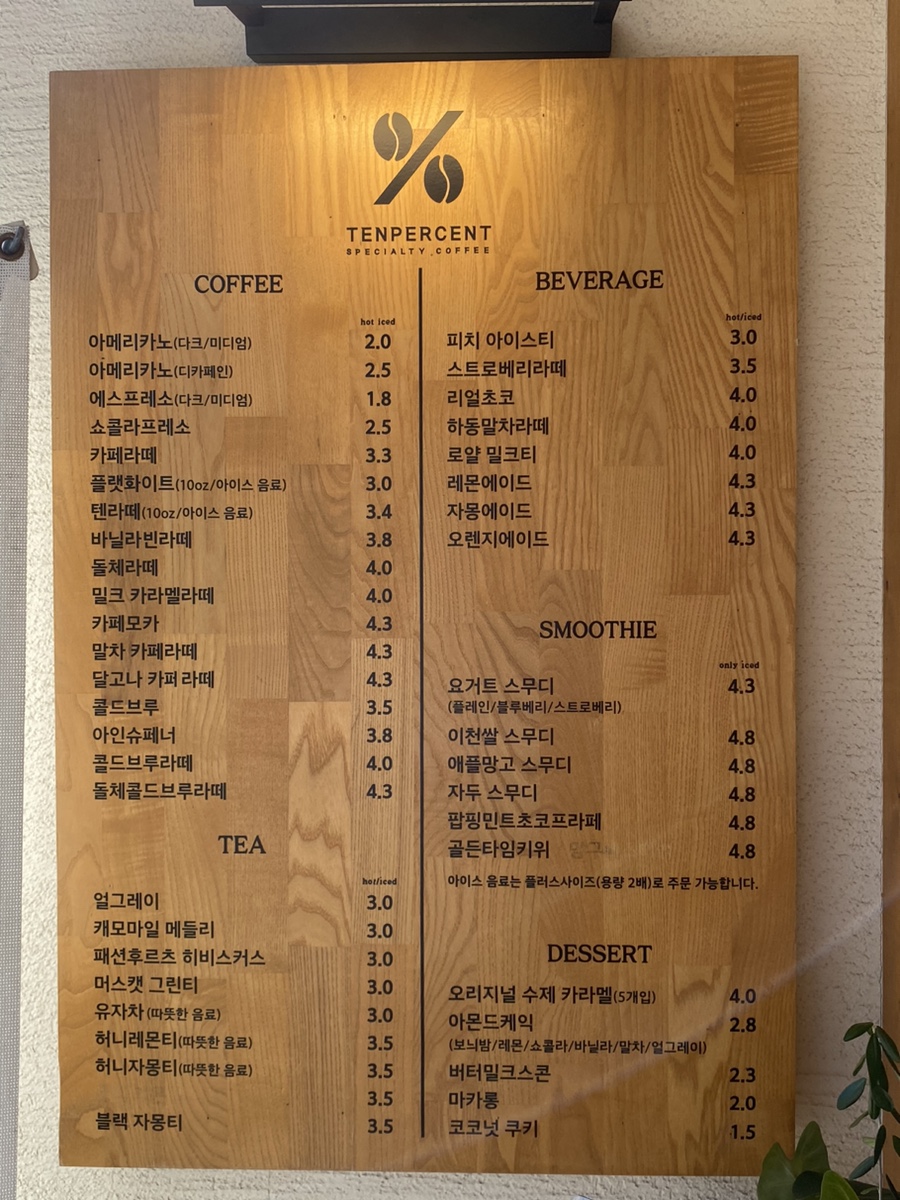 TENPERCENT
SPECIALTY COFFEE
COFFEE
hot iced
아메리카노(다크/미디엄) 2.0
아메리카노(디카페인) 2.5
에스프레소(다크/미디엄) 1.8
쇼콜라프레소 2.5
카페라떼 3.3
플랫화이트(10oz/아이스 음료) 3.0
텐라떼(10oz/아이스 음료) 3.4
바닐라빈라떼 3.8
돌체라떼 4.0
밀크 카라멜라떼 4.0
카페모카 4.3
말차 카페라떼 4.3
달고나 카페라떼 4.3
콜드브루 3.5
아인슈페너 3.8
콜드브루라떼 4.0
돌체콜드브루라떼 4.3
TEA
hot/iced
얼그레이 3.0
캐모마일 메들리 3.0
패션후르츠 히비스커스 3.0
머스캣 그린티 3.0
유자차(따뜻한 음료) 3.0
허니레몬티(따뜻한 음료) 3.5
허니자몽티(따뜻한 음료) 3.5
3.5
블랙 자몽티 3.5
BEVERAGE
hot/iced
피치 아이스티 3.0
스트로베리라떼 3.5
리얼초코 4.0
하동말차라떼 4.0
로얄 밀크티 4.0
레몬에이드 4.3
자몽에이드 4.3
오렌지에이드 4.3
SMOOTHIE
only iced
요거트 스무디 4.3
(플레인/블루베리/스트로베리)
이천쌀 스무디 4.8
애플망고 스무디 4.8
자두 스무디 4.8
팝핑민트초코프라페 4.8
골든타임키위 4.8
아이스 음료는 플러스사이즈(용량 2배)로 주문 가능합니다.
DESSERT
오리지널 수제 카라멜(5개입) 4.0
아몬드케익 2.8
(보늬밤/레몬/쇼콜라/바닐라/말차/얼그레이)
버터밀크스콘 2.3
마카롱 2.0
코코넛 쿠키 1.5